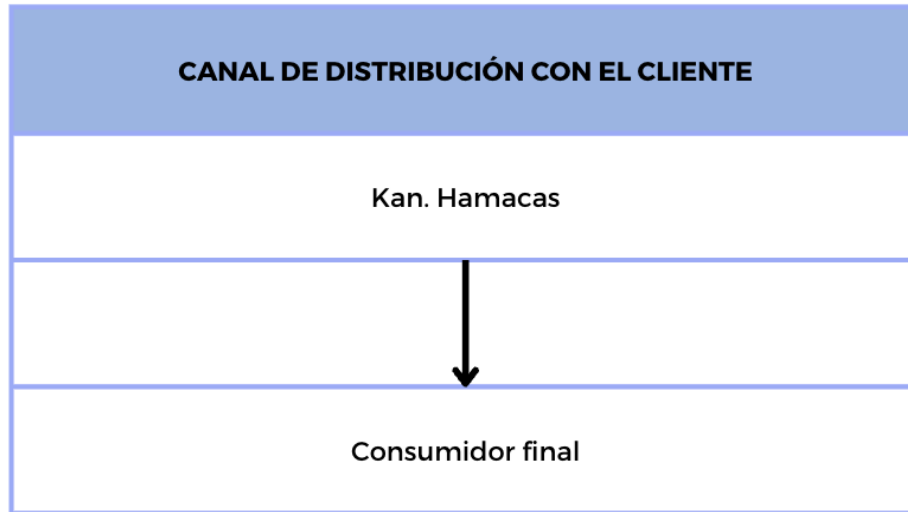 CANAL DE DISTRIBUCIÓN CON EL CLIENTE
Kan. Hamacas
Consumidor final